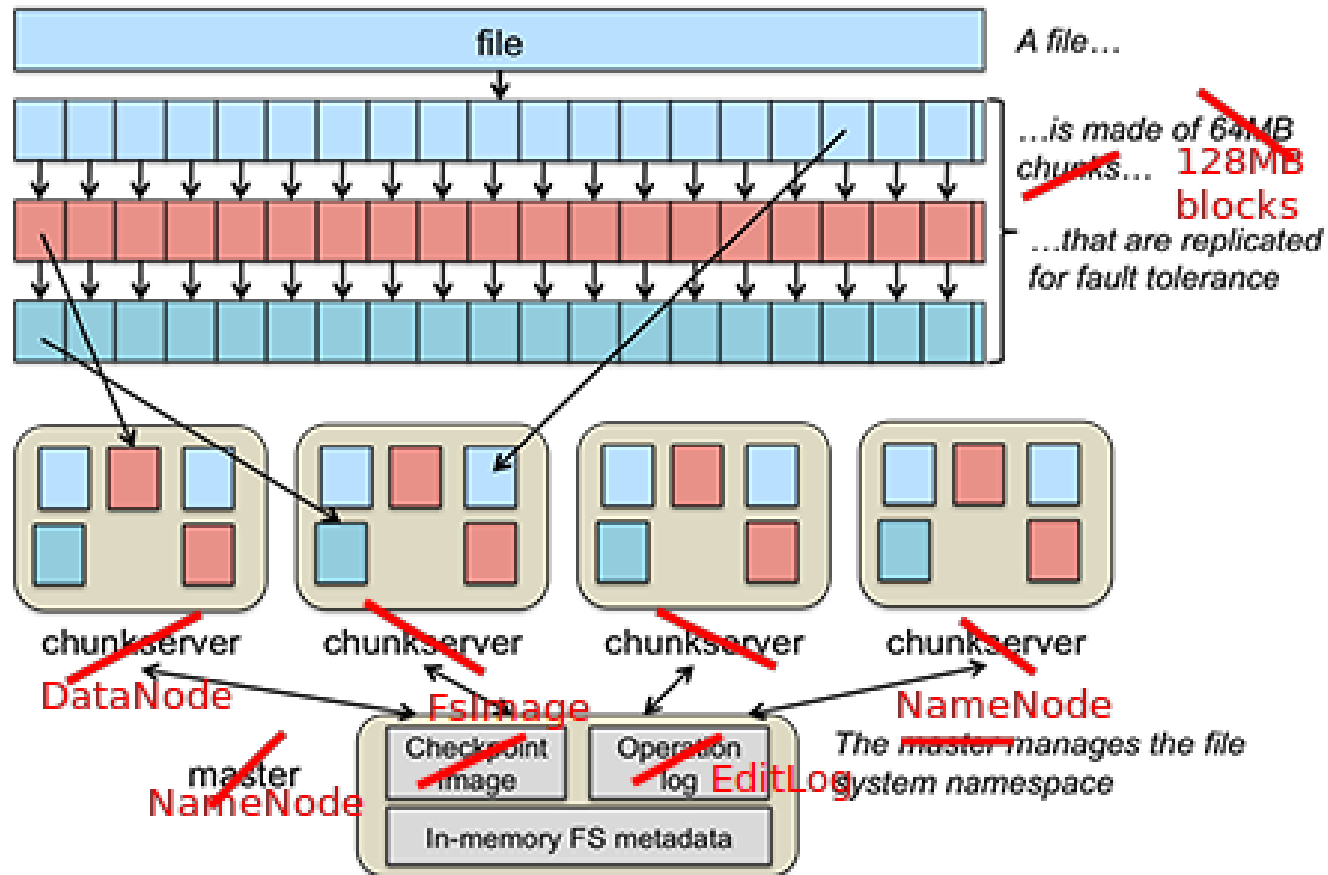 file
A file…
…is made of 64MB
chunks…
128MB
blocks
…that are replicated
for fault tolerance
chunkserver
chunkserver
chunkserver
chunkserver
DataNode
FsImage
NameNode
Checkpoint
Image
Operation
log
EditLog
The master manages the file
system namespace
master
NameNode
In-memory FS metadata